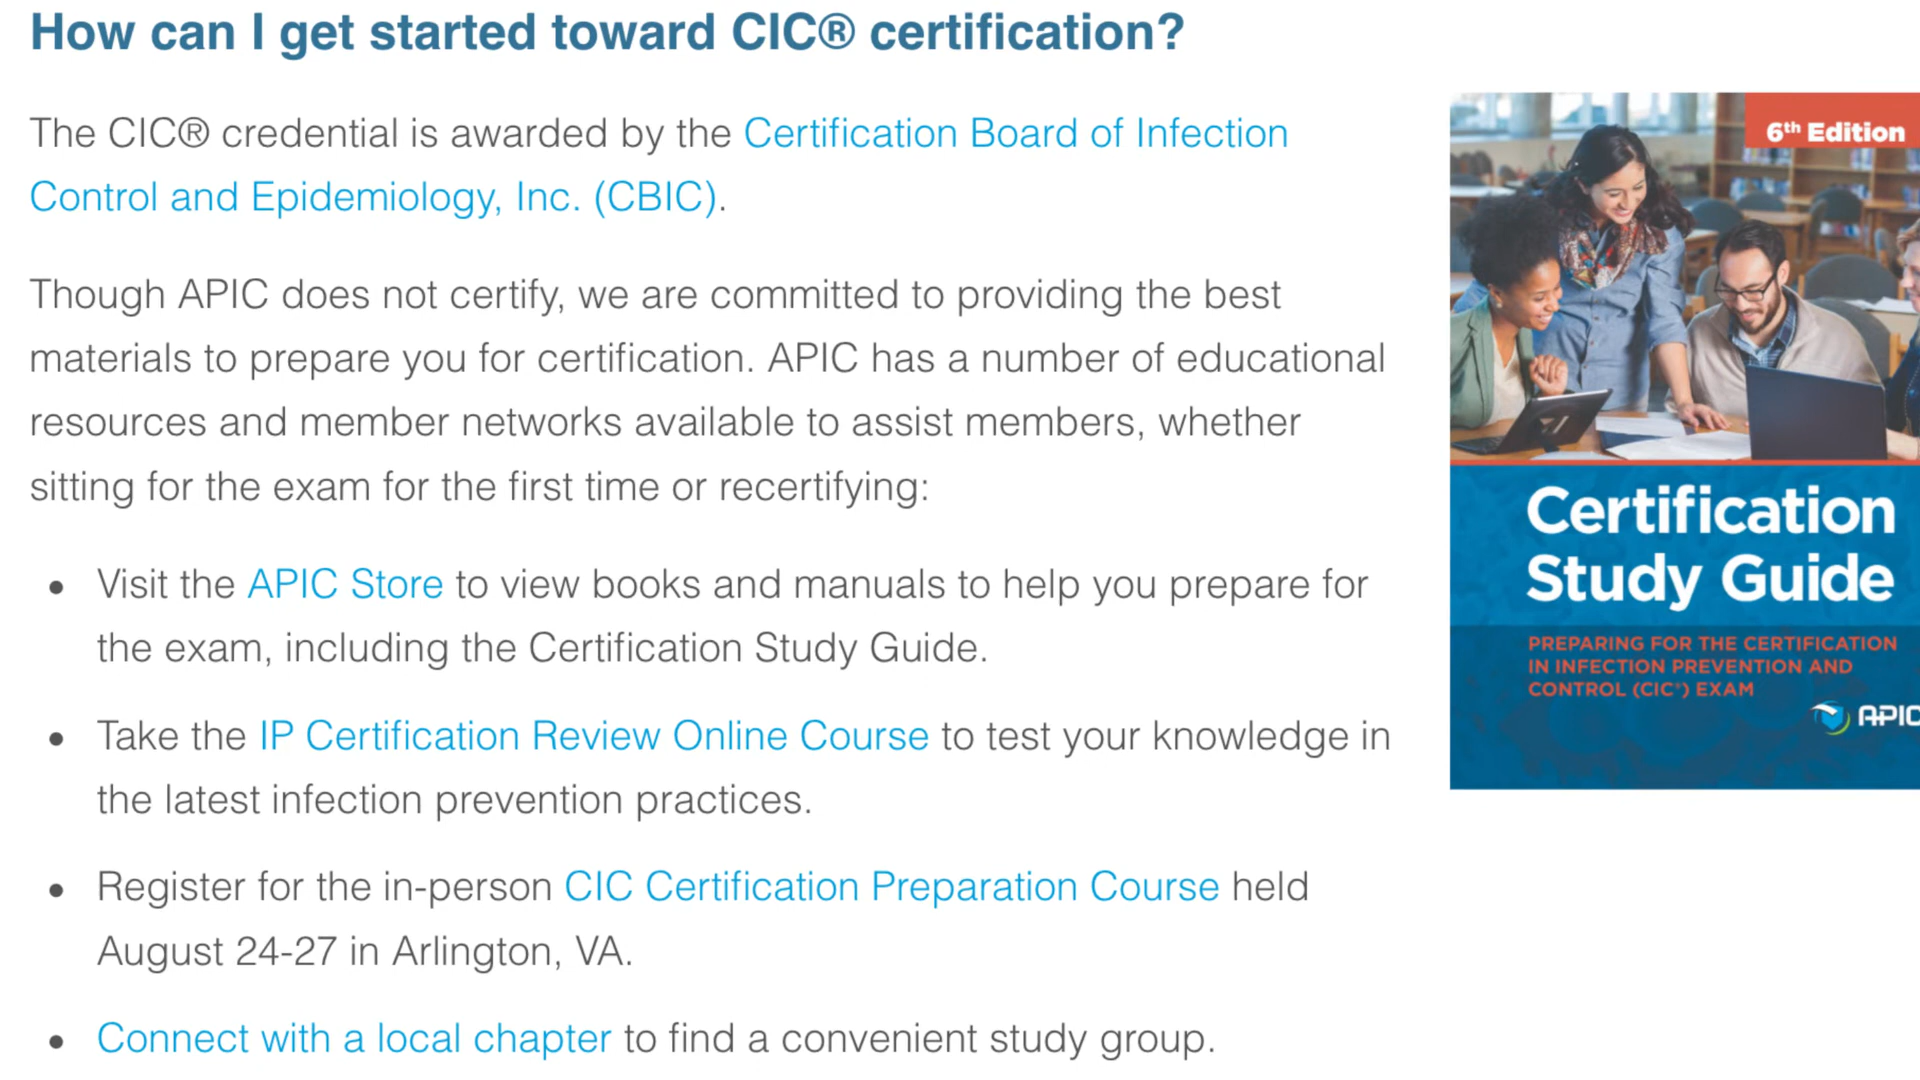 How can I get started toward CIC® certification?
The CIC® credential is awarded by the Certification Board of Infection
Control and Epidemiology, Inc. (CBIC).
Though APIC does not certify, we are committed to providing the best
materials to prepare you for certification. APIC has a number of educational
resources and member networks available to assist members, whether
sitting for the exam for the first time or recertifying:
• Visit the APIC Store to view books and manuals to help you prepare for
the exam, including the Certification Study Guide.
• Take the IP Certification Review Online Course to test your knowledge in
the latest infection prevention practices.
• Register for the in-person CIC Certification Preparation Course held
August 24-27 in Arlington, VA.
• Connect with a local chapter to find a convenient study group.
6th Edition
Certification
Study Guide
PREPARING FOR THE CERTIFICATION
IN INFECTION PREVENTION AND
CONTROL (CIC®) EXAM
APIC